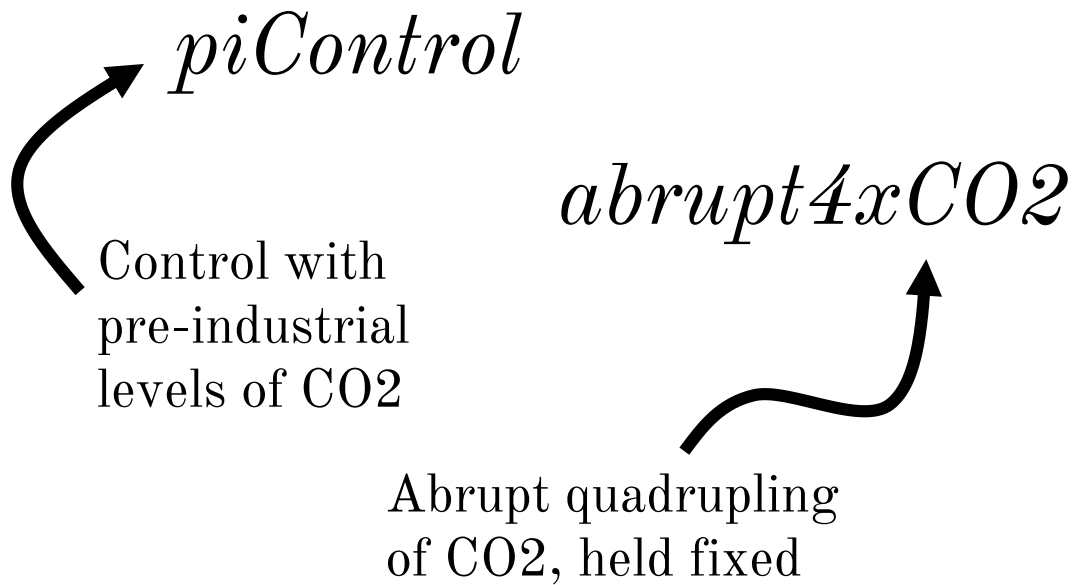 piControl
abrupt4xCO2
Control with
pre-industrial
levels of CO2
Abrupt quadrupling
of CO2, held fixed